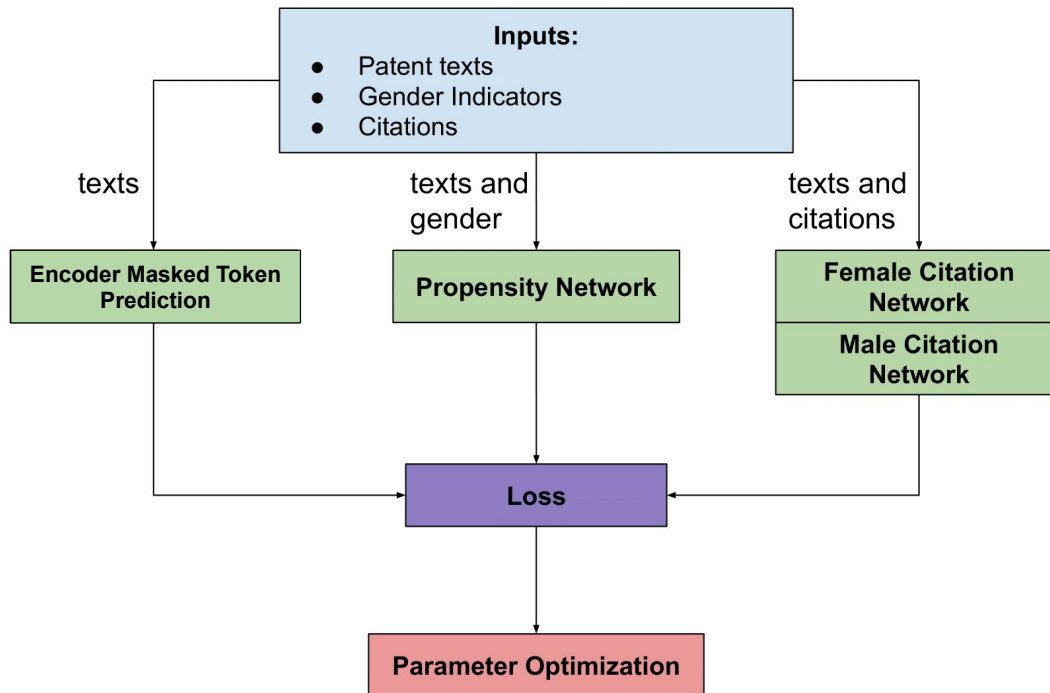 Inputs:
● Patent texts
● Gender Indicators
● Citations
texts
texts and
gender
texts and
citations
Encoder Masked Token
Prediction
Propensity Network
Female Citation
Network
Male Citation
Network
Loss
Parameter Optimization